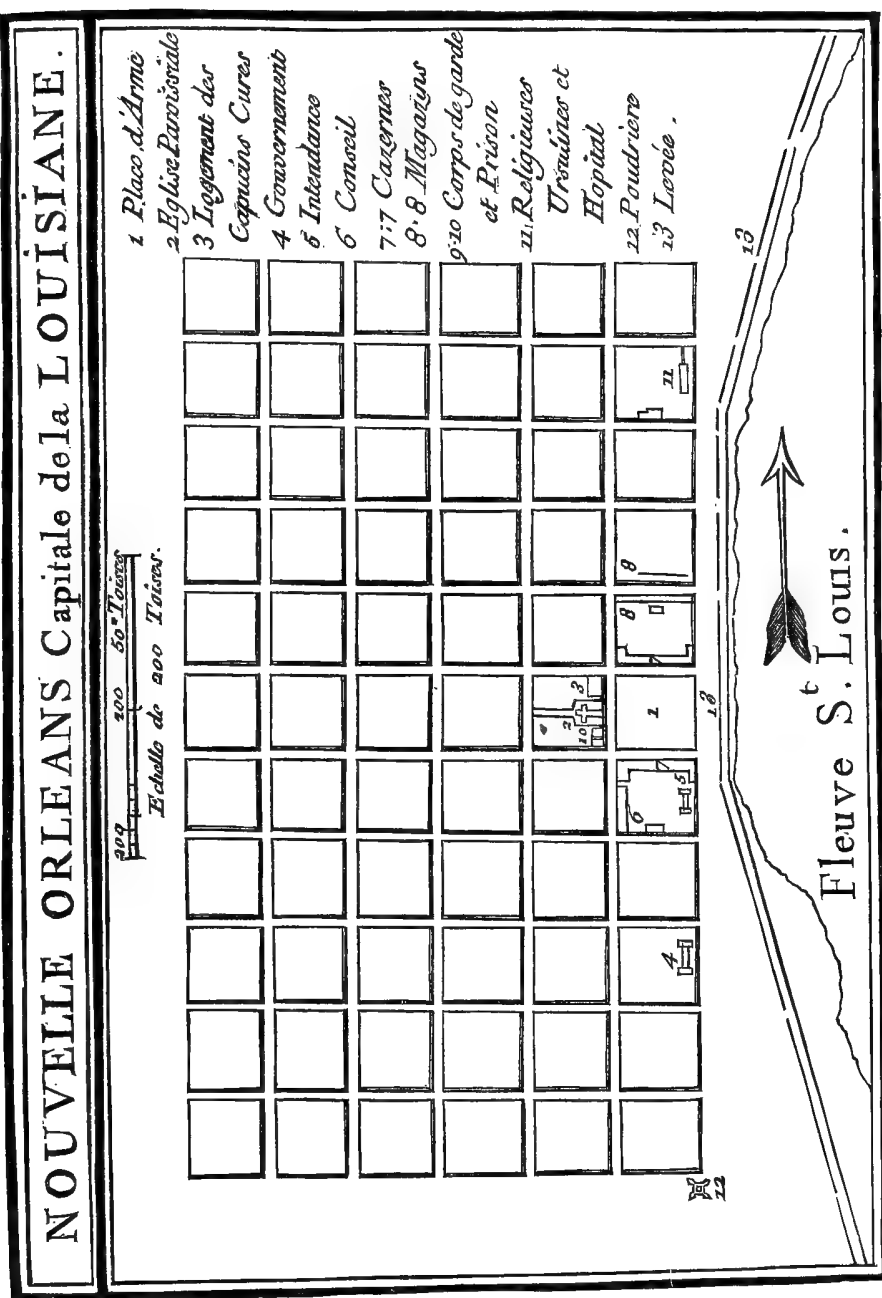 NOUVELLE ORLEANS Capitale de la LOUISIANE.
200 100 50 Toises
Echelle de 200 Toises.
1 Place d'Arme
2 Eglise Paroissiale
3 Logement des
Capucins Cures
4 Gouvernement
5 Intendance
6 Conseil
7:7 Cazernes
8:8 Magazins
9:10 Corps de garde
et Prison
11: Religieuses
Ursulines et
Hopital
12 Poudriere
13 Levée.
2
3
10
6
7
5
1
7
8
8
11
4
12
13
13
Fleuve St. Louis.